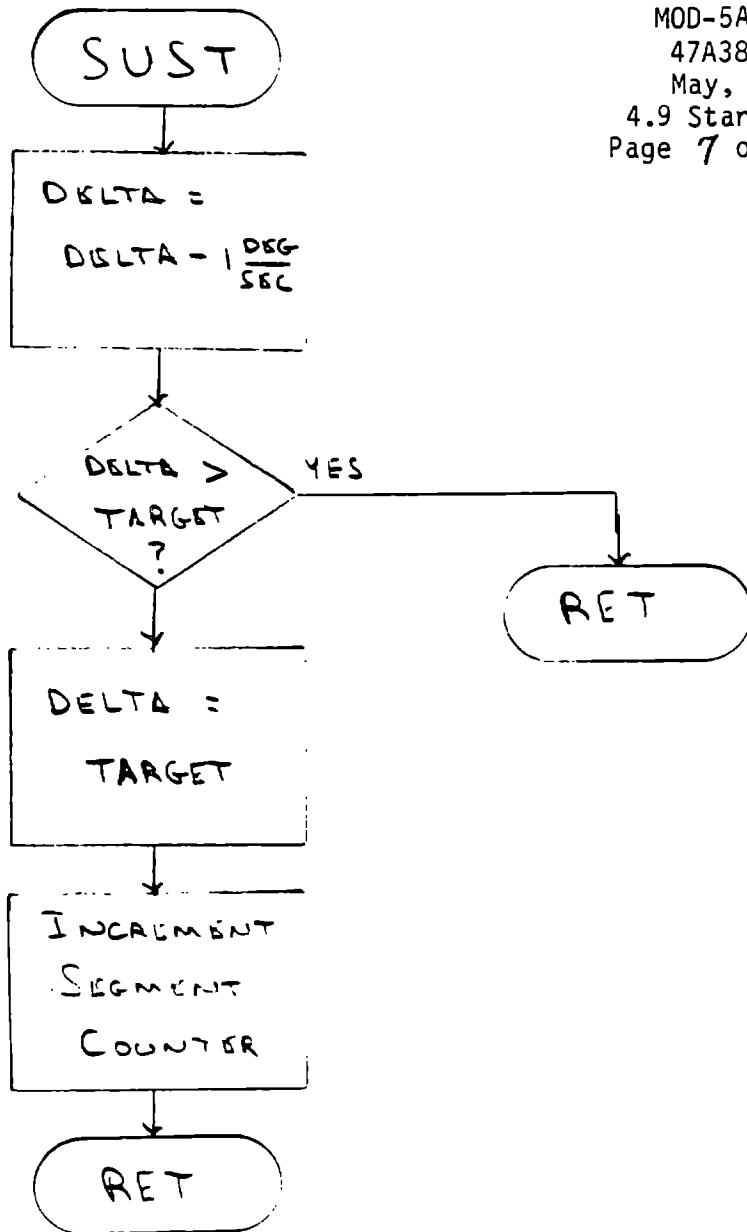 MOD-5A
47A38
May,
4.9 Star
Page 7 o
SUST
DELTA =
DELTA - 1 DEG
SEC
DELTA >
TARGET
?
YES
RET
DELTA =
TARGET
INCREMENT
SEGMENT
COUNTER
RET